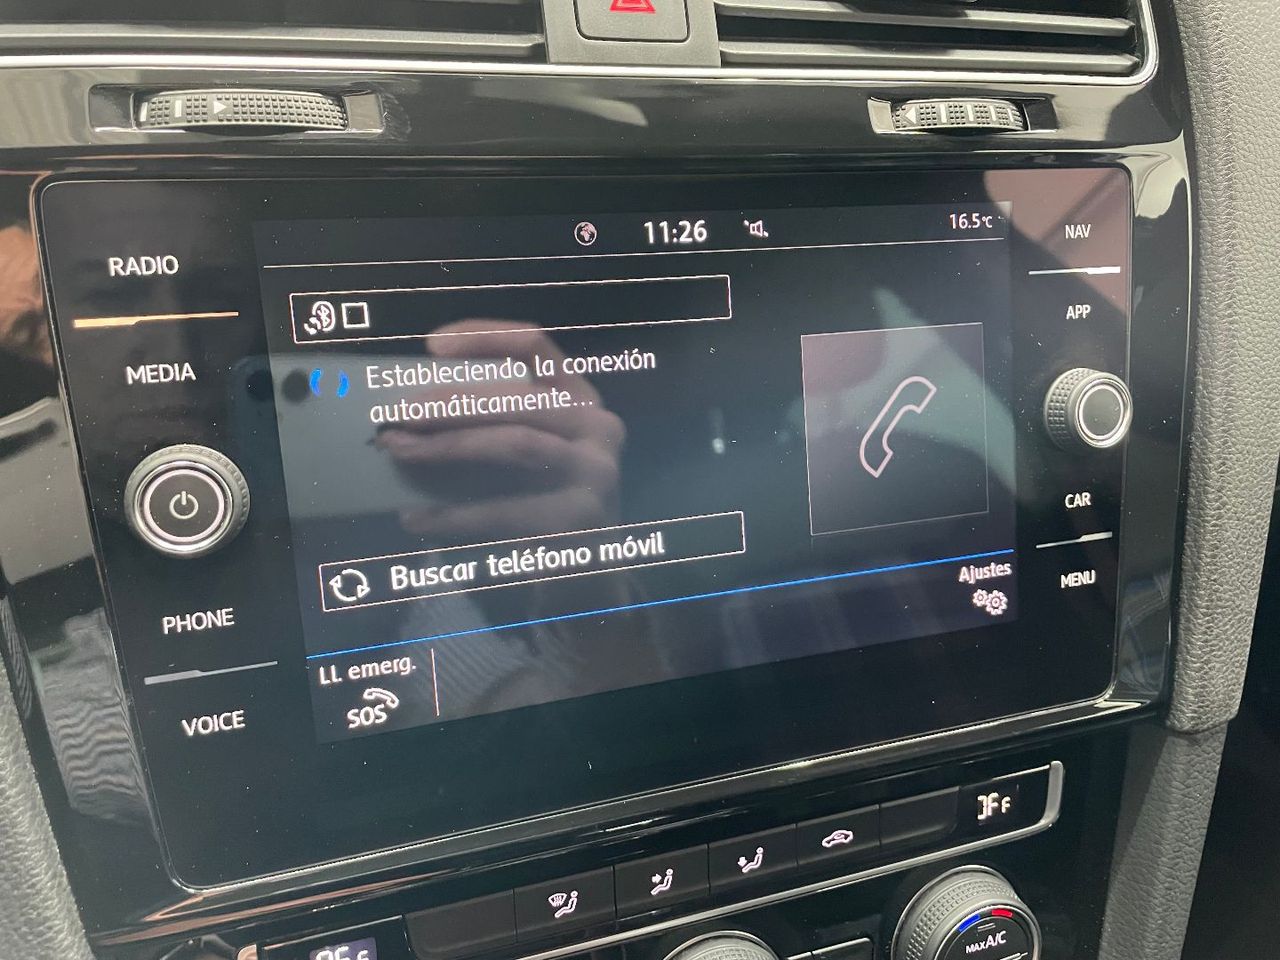 11:26
16.5°C
RADIO
MEDIA
PHONE
VOICE
Estableciendo la conexión
automáticamente...
Buscar teléfono móvil
Ajustes
Ll. emerg.
SOS
NAV
APP
CAR
MENU
MAX A/C